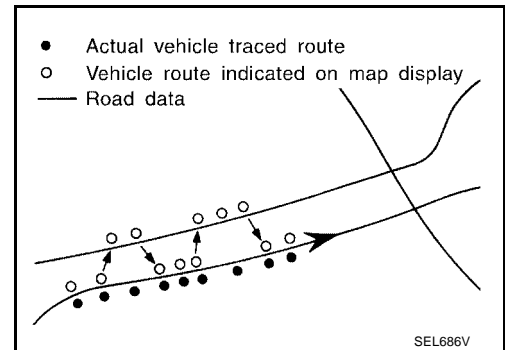 Actual vehicle traced route
Vehicle route indicated on map display
Road data
SEL686V